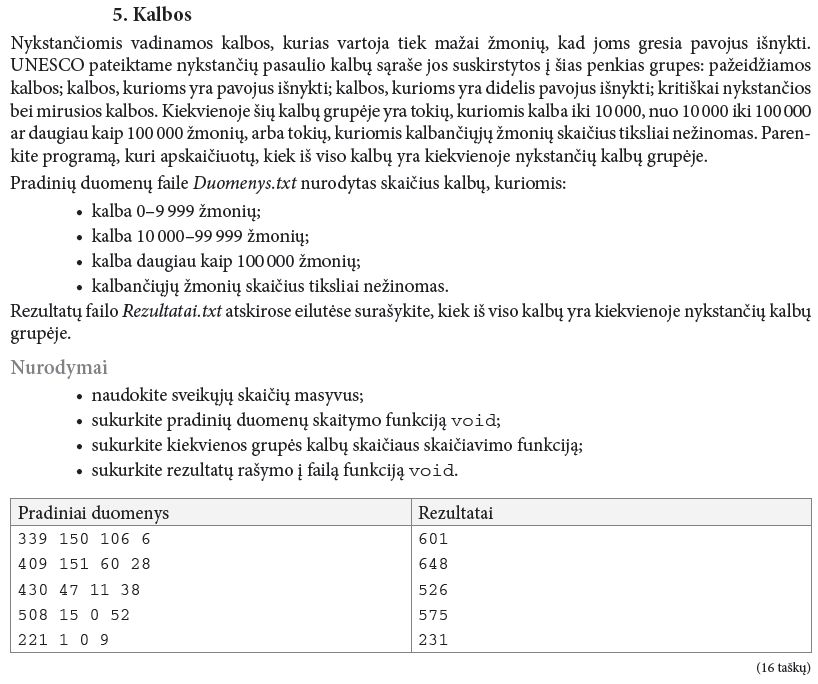 5. Kalbos
Nykstančiomis vadinamos kalbos, kurias vartoja tiek mažai žmonių, kad joms gresia pavojus išnykti.
UNESCO pateiktame nykstančių pasaulio kalbų sąraše jos suskirstytos į šias penkias grupes: pažeidžiamos
kalbos; kalbos, kurioms yra pavojus išnykti; kalbos, kurioms yra didelis pavojus išnykti; kritiškai nykstančios
bei mirusios kalbos. Kiekvienoje šių kalbų grupėje yra tokių, kuriomis kalba iki 10 000, nuo 10 000 iki 100 000
ar daugiau kaip 100 000 žmonių, arba tokių, kuriomis kalbančiųjų žmonių skaičius tiksliai nežinomas. Paren-
kite programą, kuri apskaičiuotų, kiek iš viso kalbų yra kiekvienoje nykstančių kalbų grupėje.
Pradinių duomenų faile Duomenys.txt nurodytas skaičius kalbų, kuriomis:
• kalba 0–9 999 žmonių;
• kalba 10 000–99 999 žmonių;
• kalba daugiau kaip 100 000 žmonių;
• kalbančiųjų žmonių skaičius tiksliai nežinomas.
Rezultatų failo Rezultatai.txt atskirose eilutėse surašykite, kiek iš viso kalbų yra kiekvienoje nykstančių kalbų
grupėje.
Nurodymai
• naudokite sveikųjų skaičių masyvus;
• sukurkite pradinių duomenų skaitymo funkciją void;
• sukurkite kiekvienos grupės kalbų skaičiaus skaičiavimo funkciją;
• sukurkite rezultatų rašymo į failą funkciją void.
Pradiniai duomenys Rezultatai
339 150 106 6 601
409 151 60 28 648
430 47 11 38 526
508 15 0 52 575
221 1 0 9 231
(16 taškų)